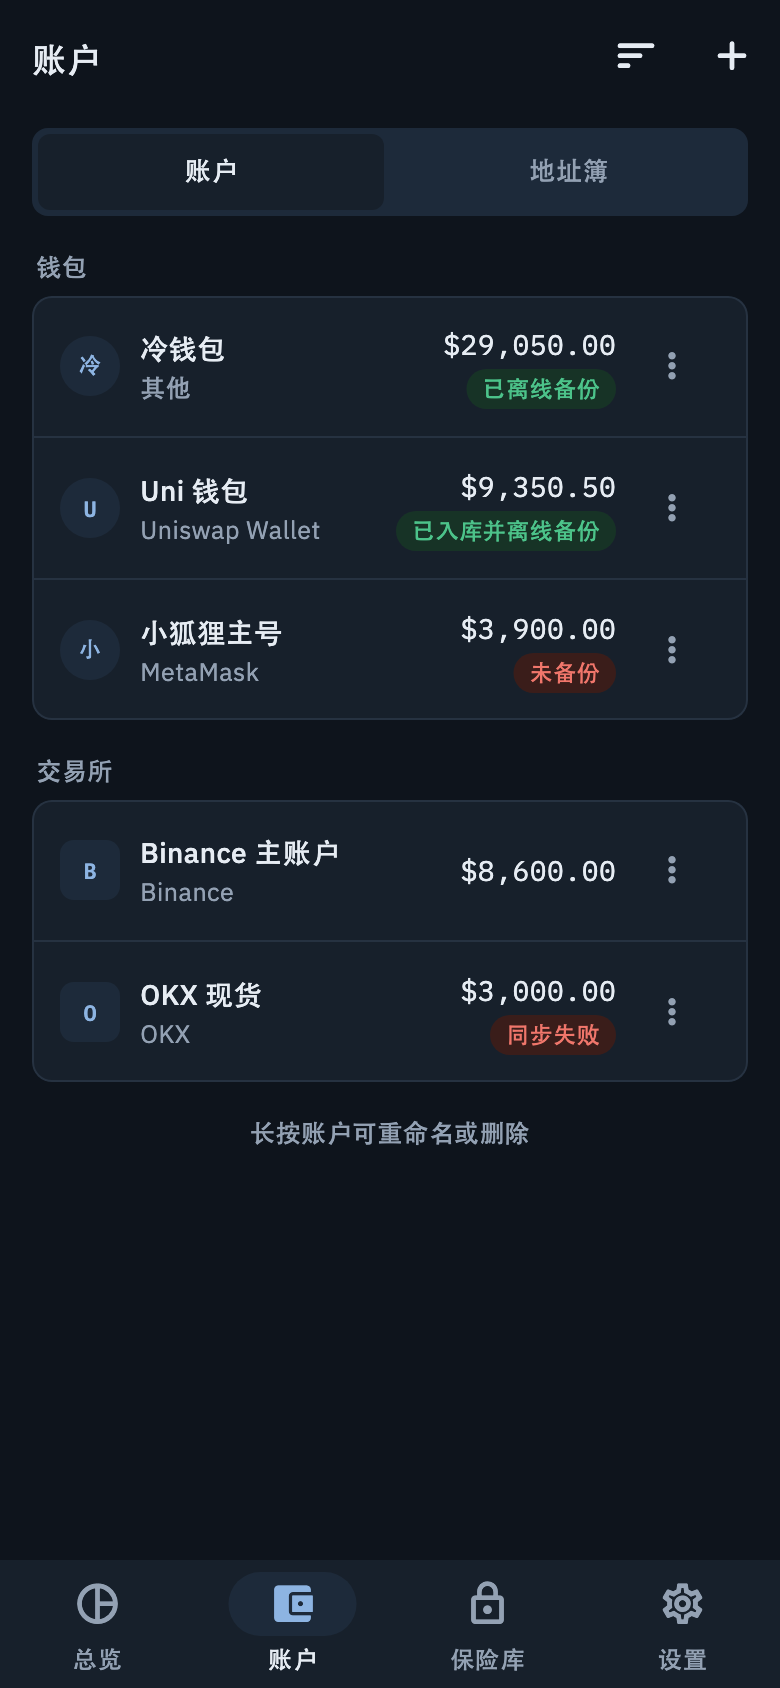 账户
账户
地址簿
钱包
冷
冷钱包
$29,050.00
其他
已离线备份
U
Uni 钱包
$9,350.50
Uniswap Wallet
已入库并离线备份
小
小狐狸主号
$3,900.00
MetaMask
未备份
交易所
B
Binance 主账户
$8,600.00
Binance
O
OKX 现货
$3,000.00
OKX
同步失败
长按账户可重命名或删除
总览
账户
保险库
设置